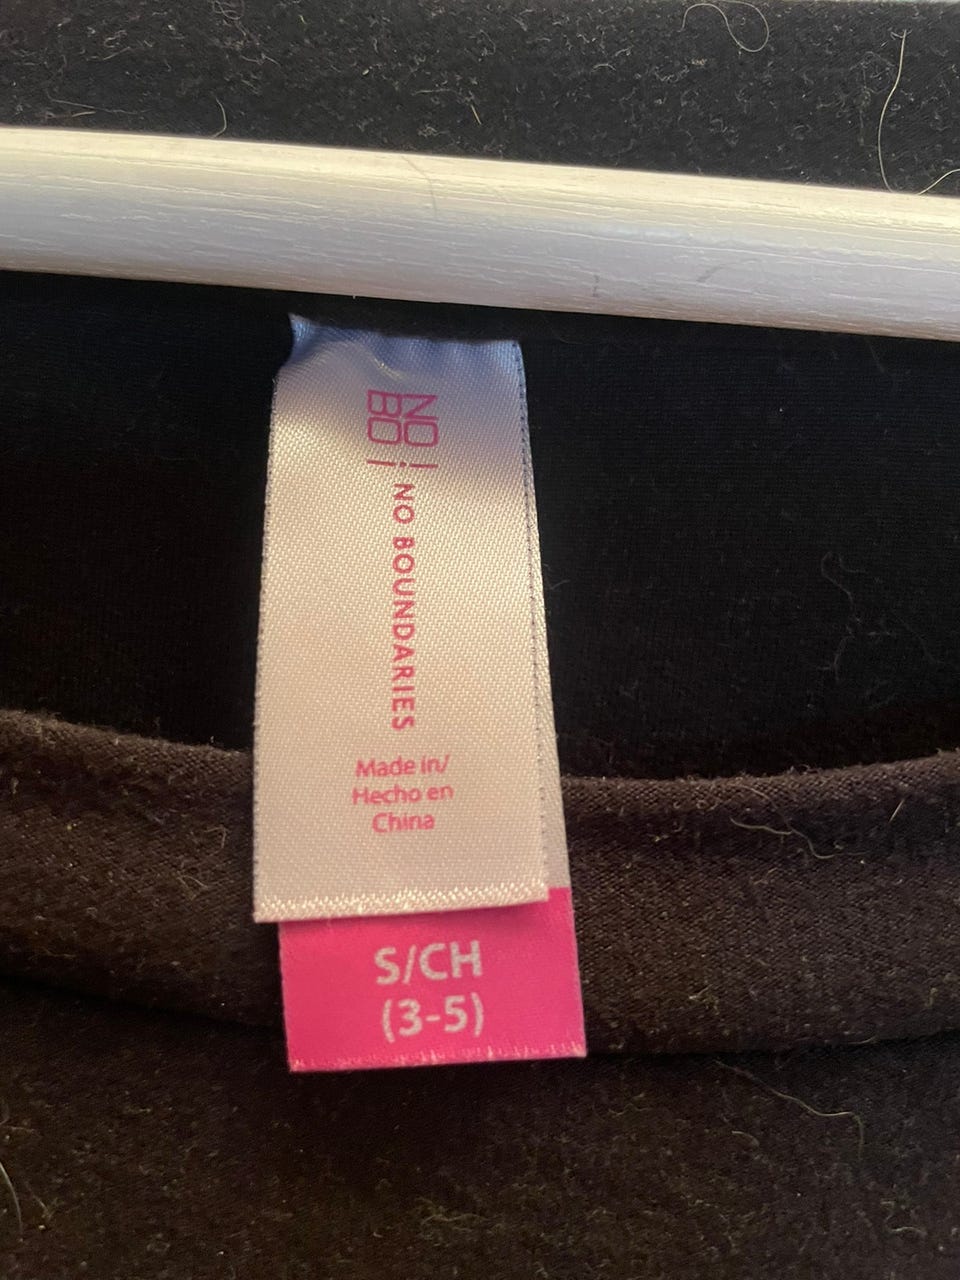 NO
BO
NO BOUNDARIES
Made in/
Hecho en
China
S/CH
(3-5)